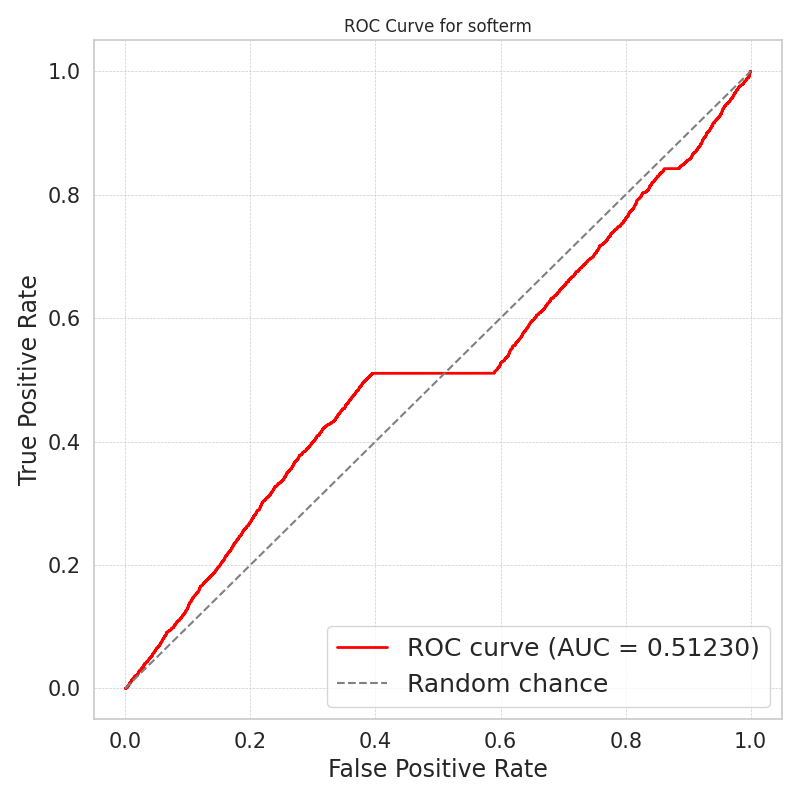 ROC Curve for softerm
True Positive Rate
1.0
0.8
0.6
0.4
0.2
0.0
ROC curve (AUC = 0.51230)
Random chance
0.0 0.2 0.4 0.6 0.8 1.0
False Positive Rate